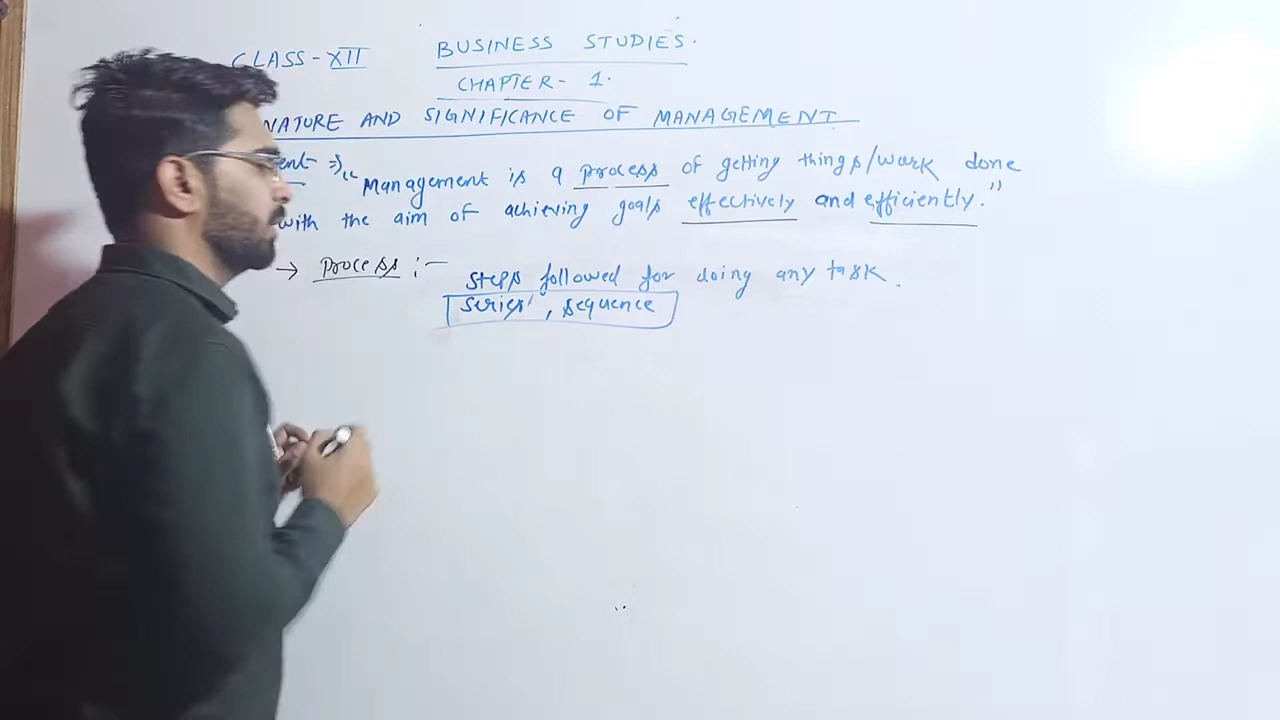 CLASS-XII BUSINESS STUDIES.
CHAPTER- 1.
NATURE AND SIGNIFICANCE OF MANAGEMENT
ent ⇒ "Management is a process of getting things/work done
with the aim of achieving goals effectively and efficiently."
→ Process :- steps followed for doing any task.
series, sequence